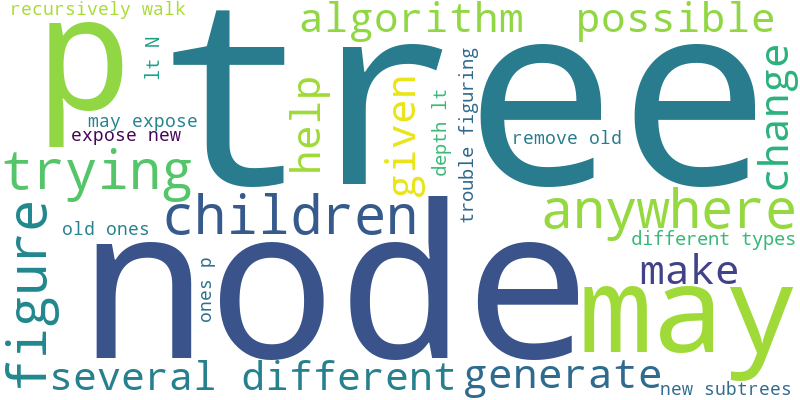 recursively walk
p
tree
lt N
algorithm
possible
help
given
depth lt
trouble figuring
change
may expose
expose new
remove old
trying
children
anywhere
figure
old ones
node
ones p
different types
make
may
several different
generate
new subtrees